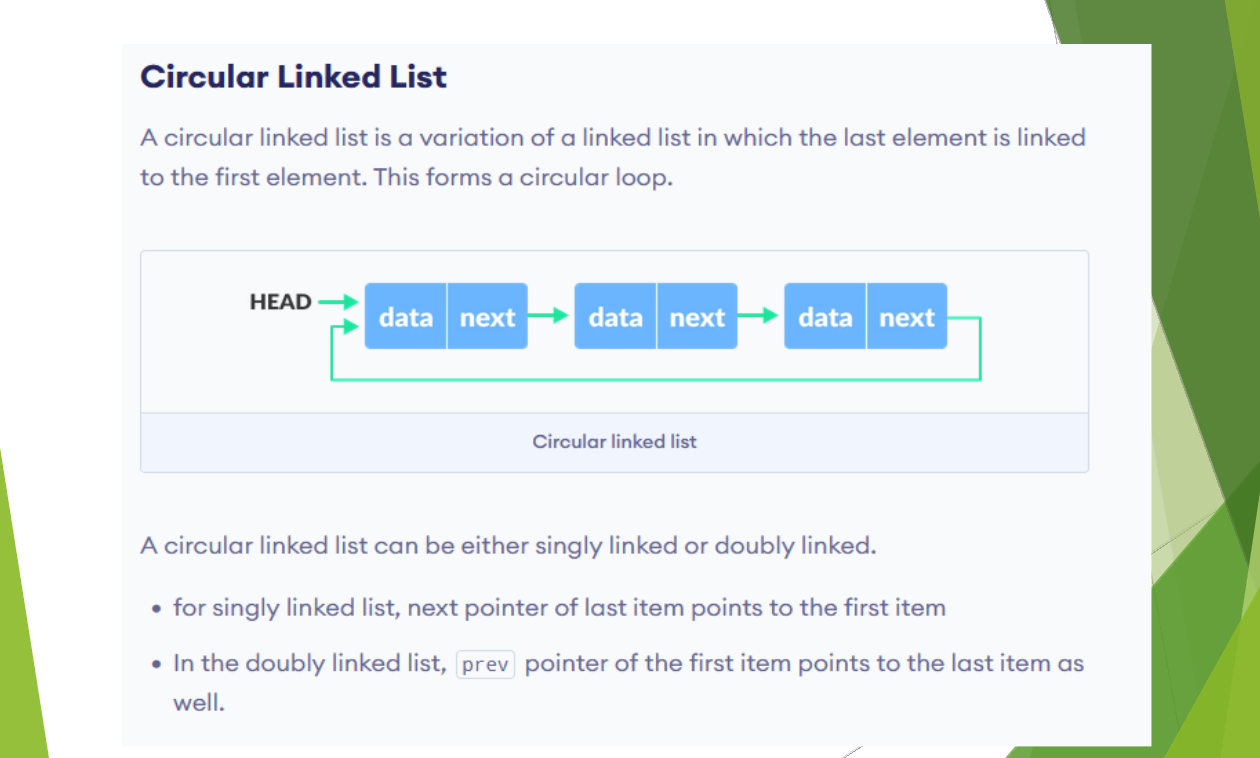 Circular Linked List
A circular linked list is a variation of a linked list in which the last element is linked
to the first element. This forms a circular loop.
HEAD
data next data next data next
Circular linked list
A circular linked list can be either singly linked or doubly linked.
• for singly linked list, next pointer of last item points to the first item
• In the doubly linked list, prev pointer of the first item points to the last item as
well.